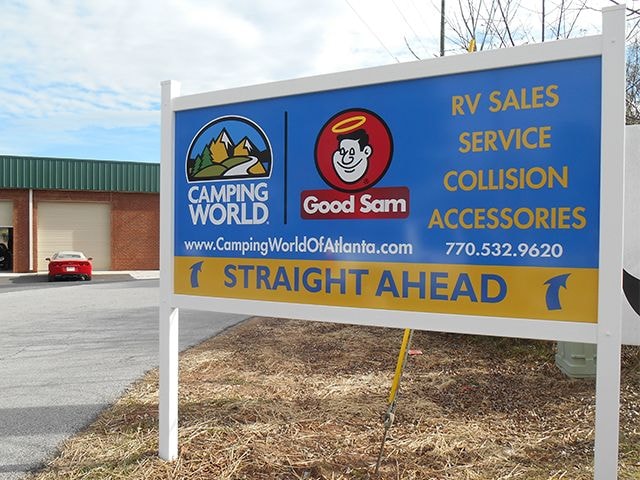 CAMPING
WORLD
Good Sam
RV SALES
SERVICE
COLLISION
ACCESSORIES
www.CampingWorldOfAtlanta.com
770.532.9620
STRAIGHT AHEAD